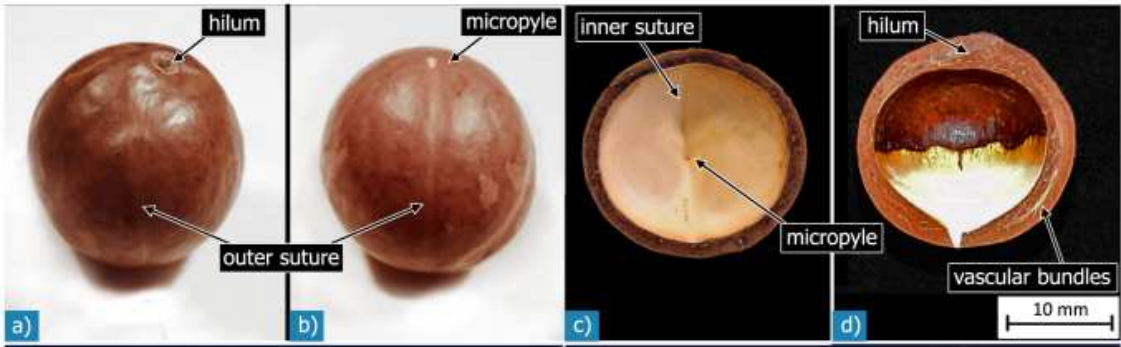 hilum
outer suture
a)
micropyle
b)
inner suture
micropyle
c)
hilum
vascular bundles
10 mm
d)